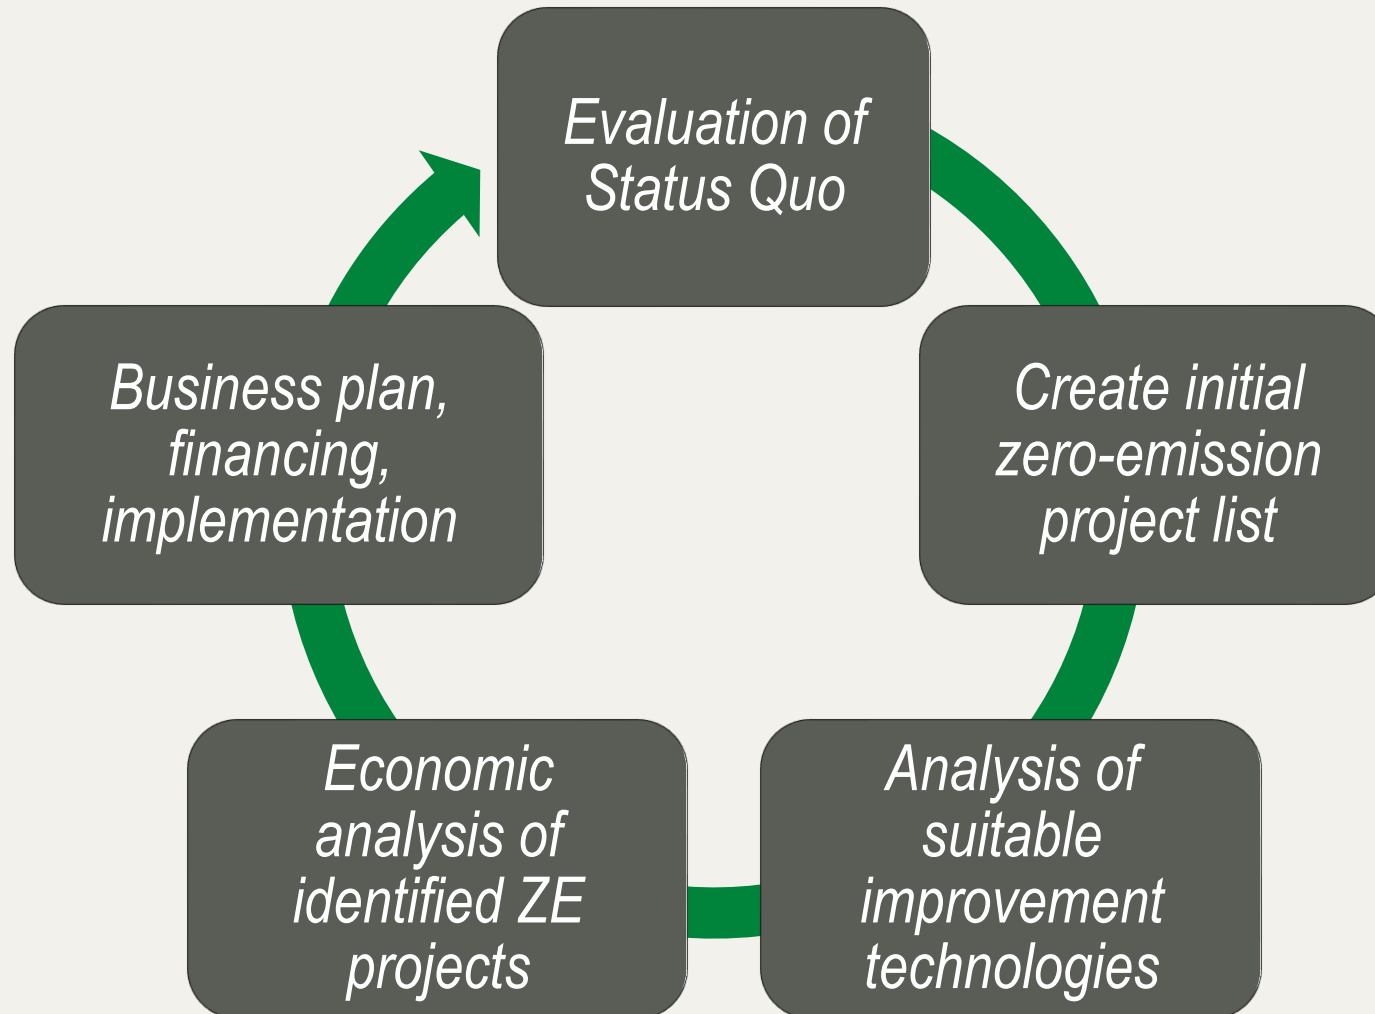 Evaluation of
Status Quo
Create initial
zero-emission
project list
Analysis of
suitable
improvement
technologies
Economic
analysis of
identified ZE
projects
Business plan,
financing,
implementation